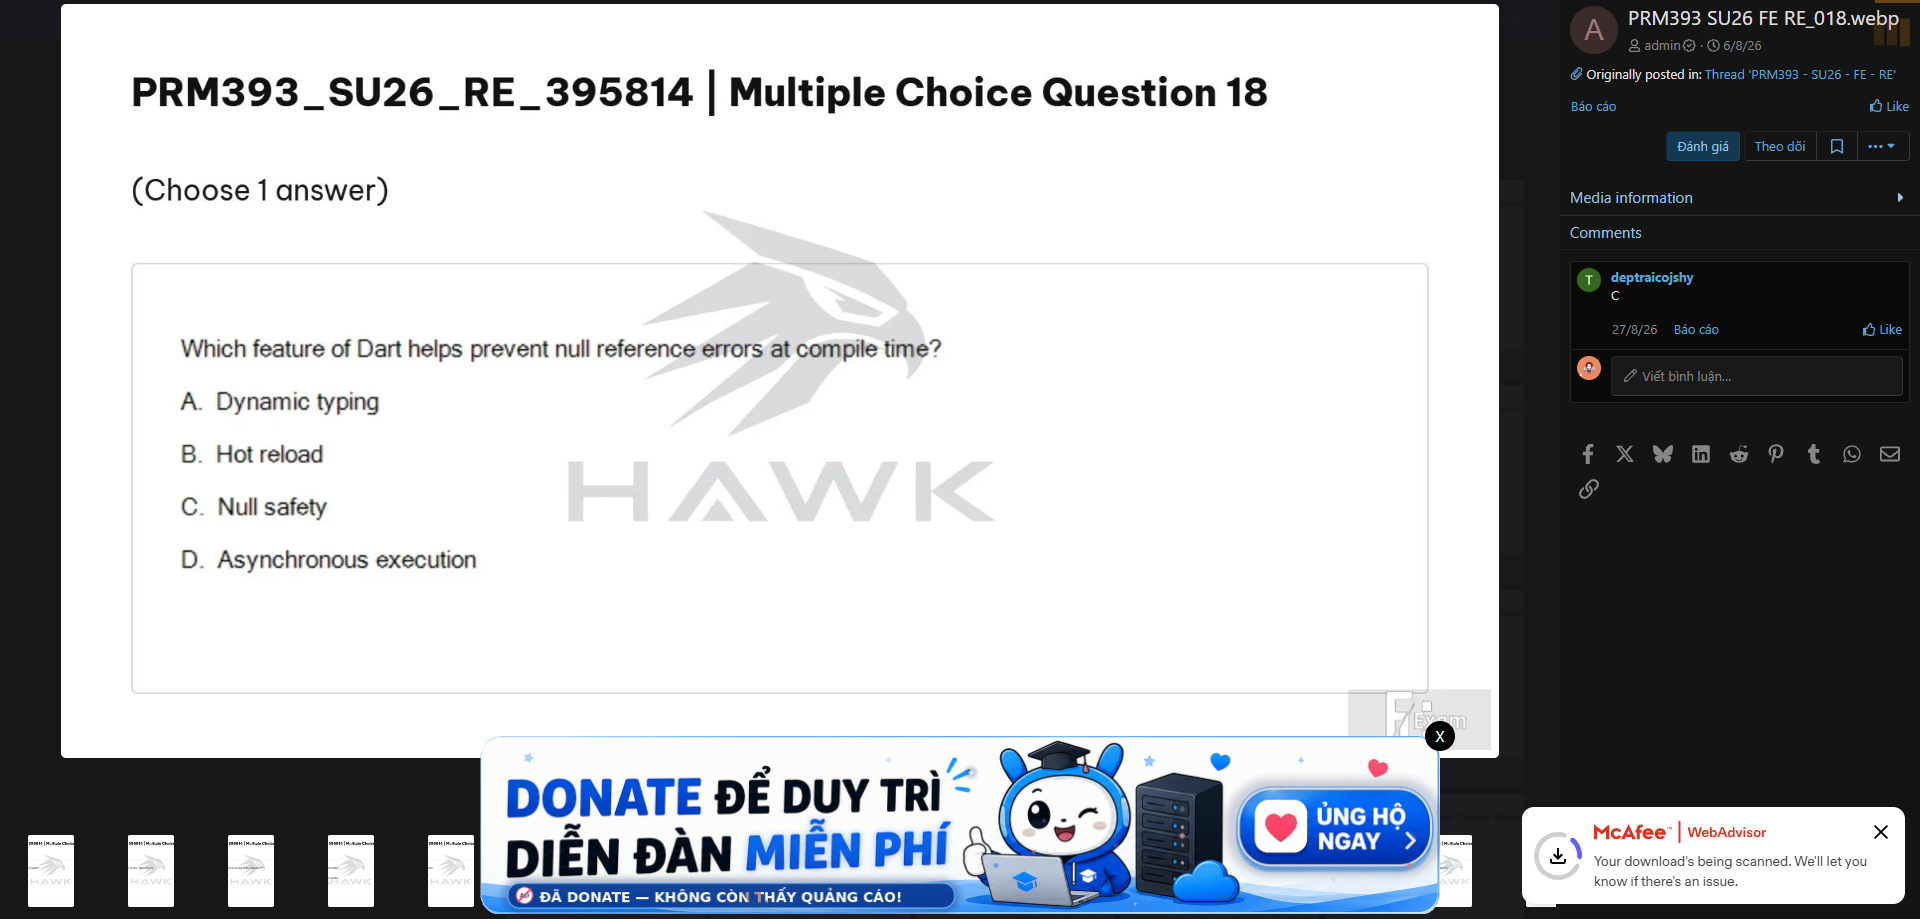 PRM393_SU26_RE_395814 | Multiple Choice Question 18
(Choose 1 answer)
Which feature of Dart helps prevent null reference errors at compile time?
A. Dynamic typing
B. Hot reload
C. Null safety
D. Asynchronous execution
HAWK
Exam
X
DONATE ĐỂ DUY TRÌ
DIỄN ĐÀN MIỄN PHÍ
ĐÃ DONATE — KHÔNG CÒN THẤY QUẢNG CÁO!
ỦNG HỘ
NGAY
A
PRM393 SU26 FE RE_018.webp
admin · 6/8/26
Originally posted in: Thread 'PRM393 - SU26 - FE - RE'
Báo cáo
Like
Đánh giá
Theo dõi
Media information
Comments
T
deptraicojshy
C
27/8/26 Báo cáo
Like
Viết bình luận...
McAfee | WebAdvisor
Your download's being scanned. We'll let you
know if there's an issue.